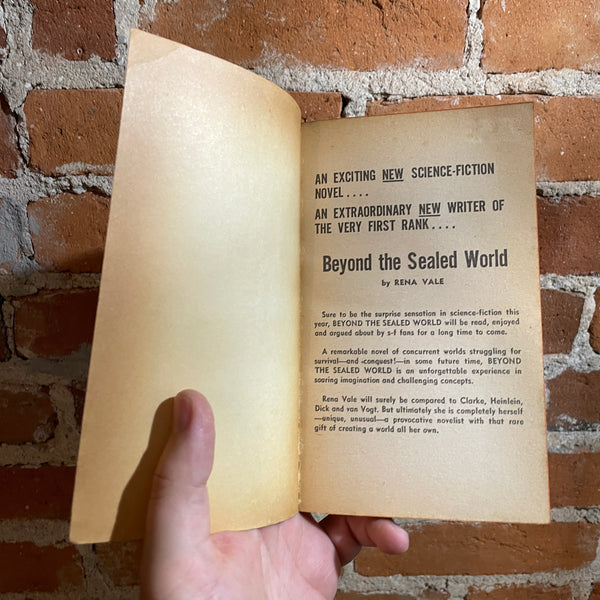 AN EXCITING NEW SCIENCE-FICTION
NOVEL....
AN EXTRAORDINARY NEW WRITER OF
THE VERY FIRST RANK....
Beyond the Sealed World
by RENA VALE
Sure to be the surprise sensation in science-fiction this
year, BEYOND THE SEALED WORLD will be read, enjoyed
and argued about by s-f fans for a long time to come.
A remarkable novel of concurrent worlds struggling for
survival—and conquest!—in some future time, BEYOND
THE SEALED WORLD is an unforgettable experience in
soaring imagination and challenging concepts.
Rena Vale will surely be compared to Clarke, Heinlein,
Dick and van Vogt. But ultimately she is completely herself
—unique, unusual—a provocative novelist with that rare
gift of creating a world all her own.